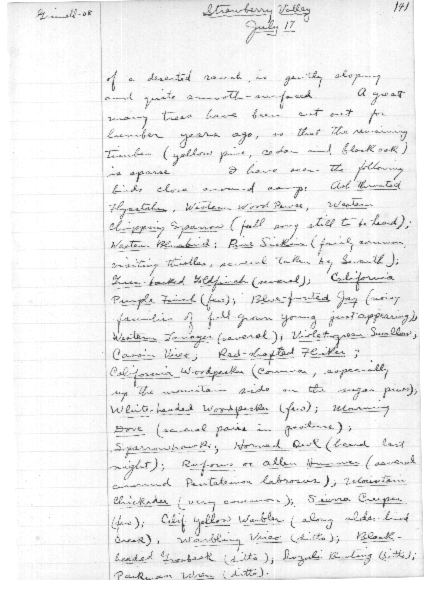 Grinnell-08
Strawberry Valley
141
July 17
of a deserted ranch, is gently sloping
and quite smooth-surfaced. A great
many trees have been cut out for
lumber years ago, so that the remaining
timber (yellow pine, cedar and black oak)
is sparse. I have seen the following
birds close around camp: Ash throated
Flycatcher, Western Wood Pewee, Western
Chipping Sparrow (full song still to be heard);
Western Bluebird; Pine Siskins (fairly common,
visiting thistles, several taken by Swarth);
Green-backed Goldfinch (several); California
Purple Finch (few); Blue-fronted Jay (noisy
families of full grown young just appearing);
Western Tanager (several); Violet-green Swallow,
Cassin Vireo, Red-shafted Flicker;
California Woodpecker (common, especially
up the mountain side on the sugar pines);
White-headed Woodpecker (few); Mourning
Dove (several pairs in );
Sparrowhawk, Horned Owl (heard last
night); Rufous or Allen Hummer (several
around Pentstemon labrosus); Mountain
Chickadee (very common); Sierra Creeper
(few); Calif Yellow Warbler (along alder-lined
creek), Warbling Vireo (ditto); Black-
headed Grosbeak (ditto), Lazuli Bunting (ditto);
Parkman Wren (ditto).